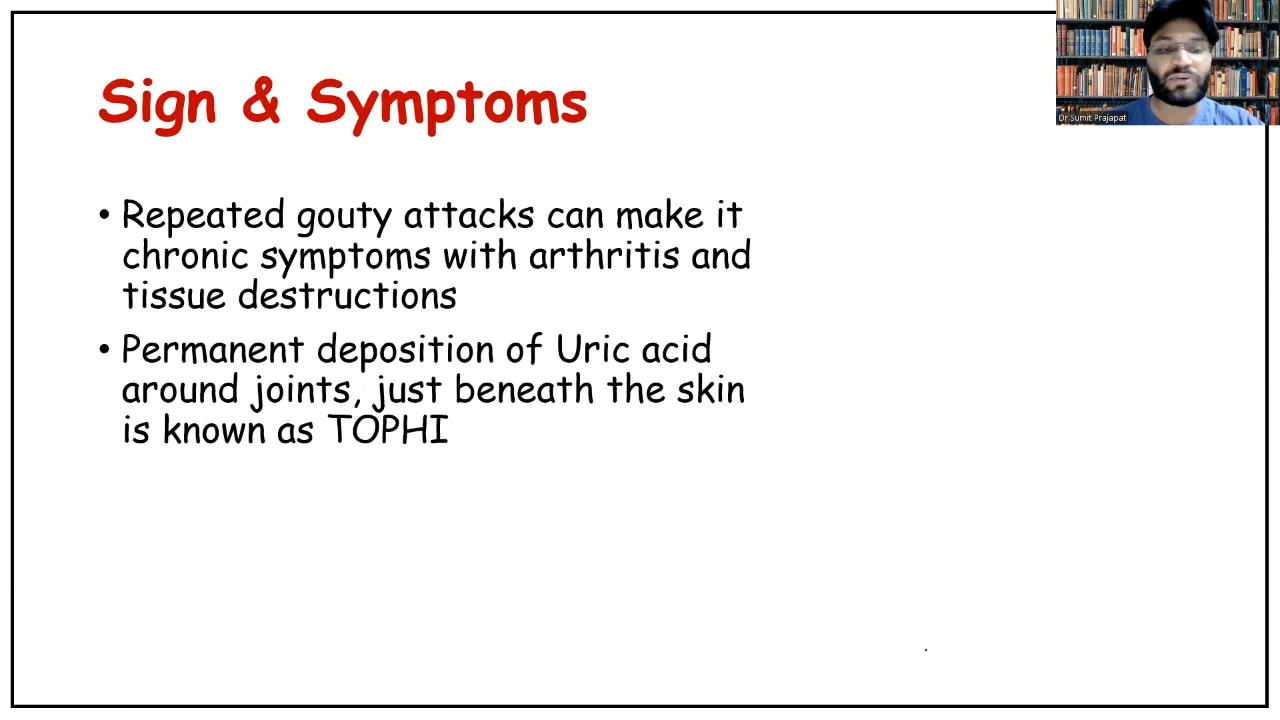 Sign & Symptoms
• Repeated gouty attacks can make it
chronic symptoms with arthritis and
tissue destructions
• Permanent deposition of Uric acid
around joints, just beneath the skin
is known as TOPHI
Dr Sumit Prajapat